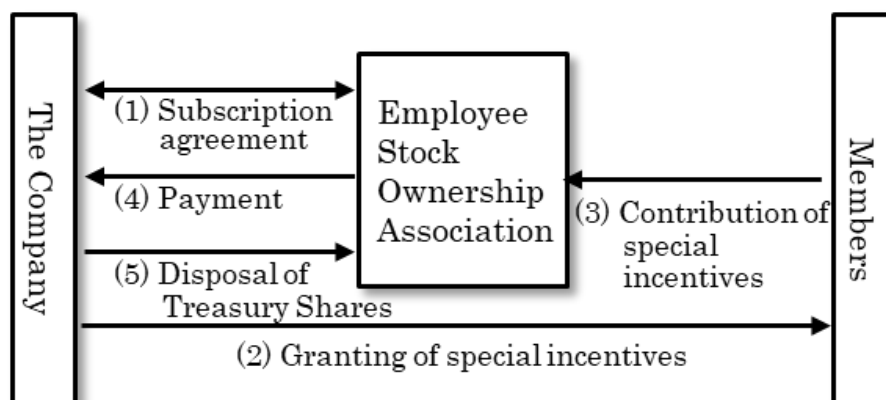 The Company
(1) Subscription
agreement
(4) Payment
(5) Disposal of
Treasury Shares
Employee
Stock
Ownership
Association
(3) Contribution of
special
incentives
Members
(2) Granting of special incentives